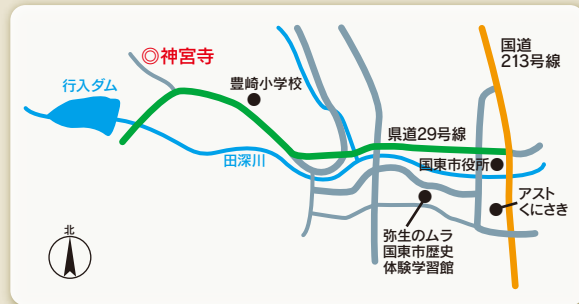 ◎神宮寺
国道
213号線
行入ダム
豊崎小学校
県道29号線
田深川
国東市役所
アスト
くにさき
弥生のムラ
国東市歴史
体験学習館
北